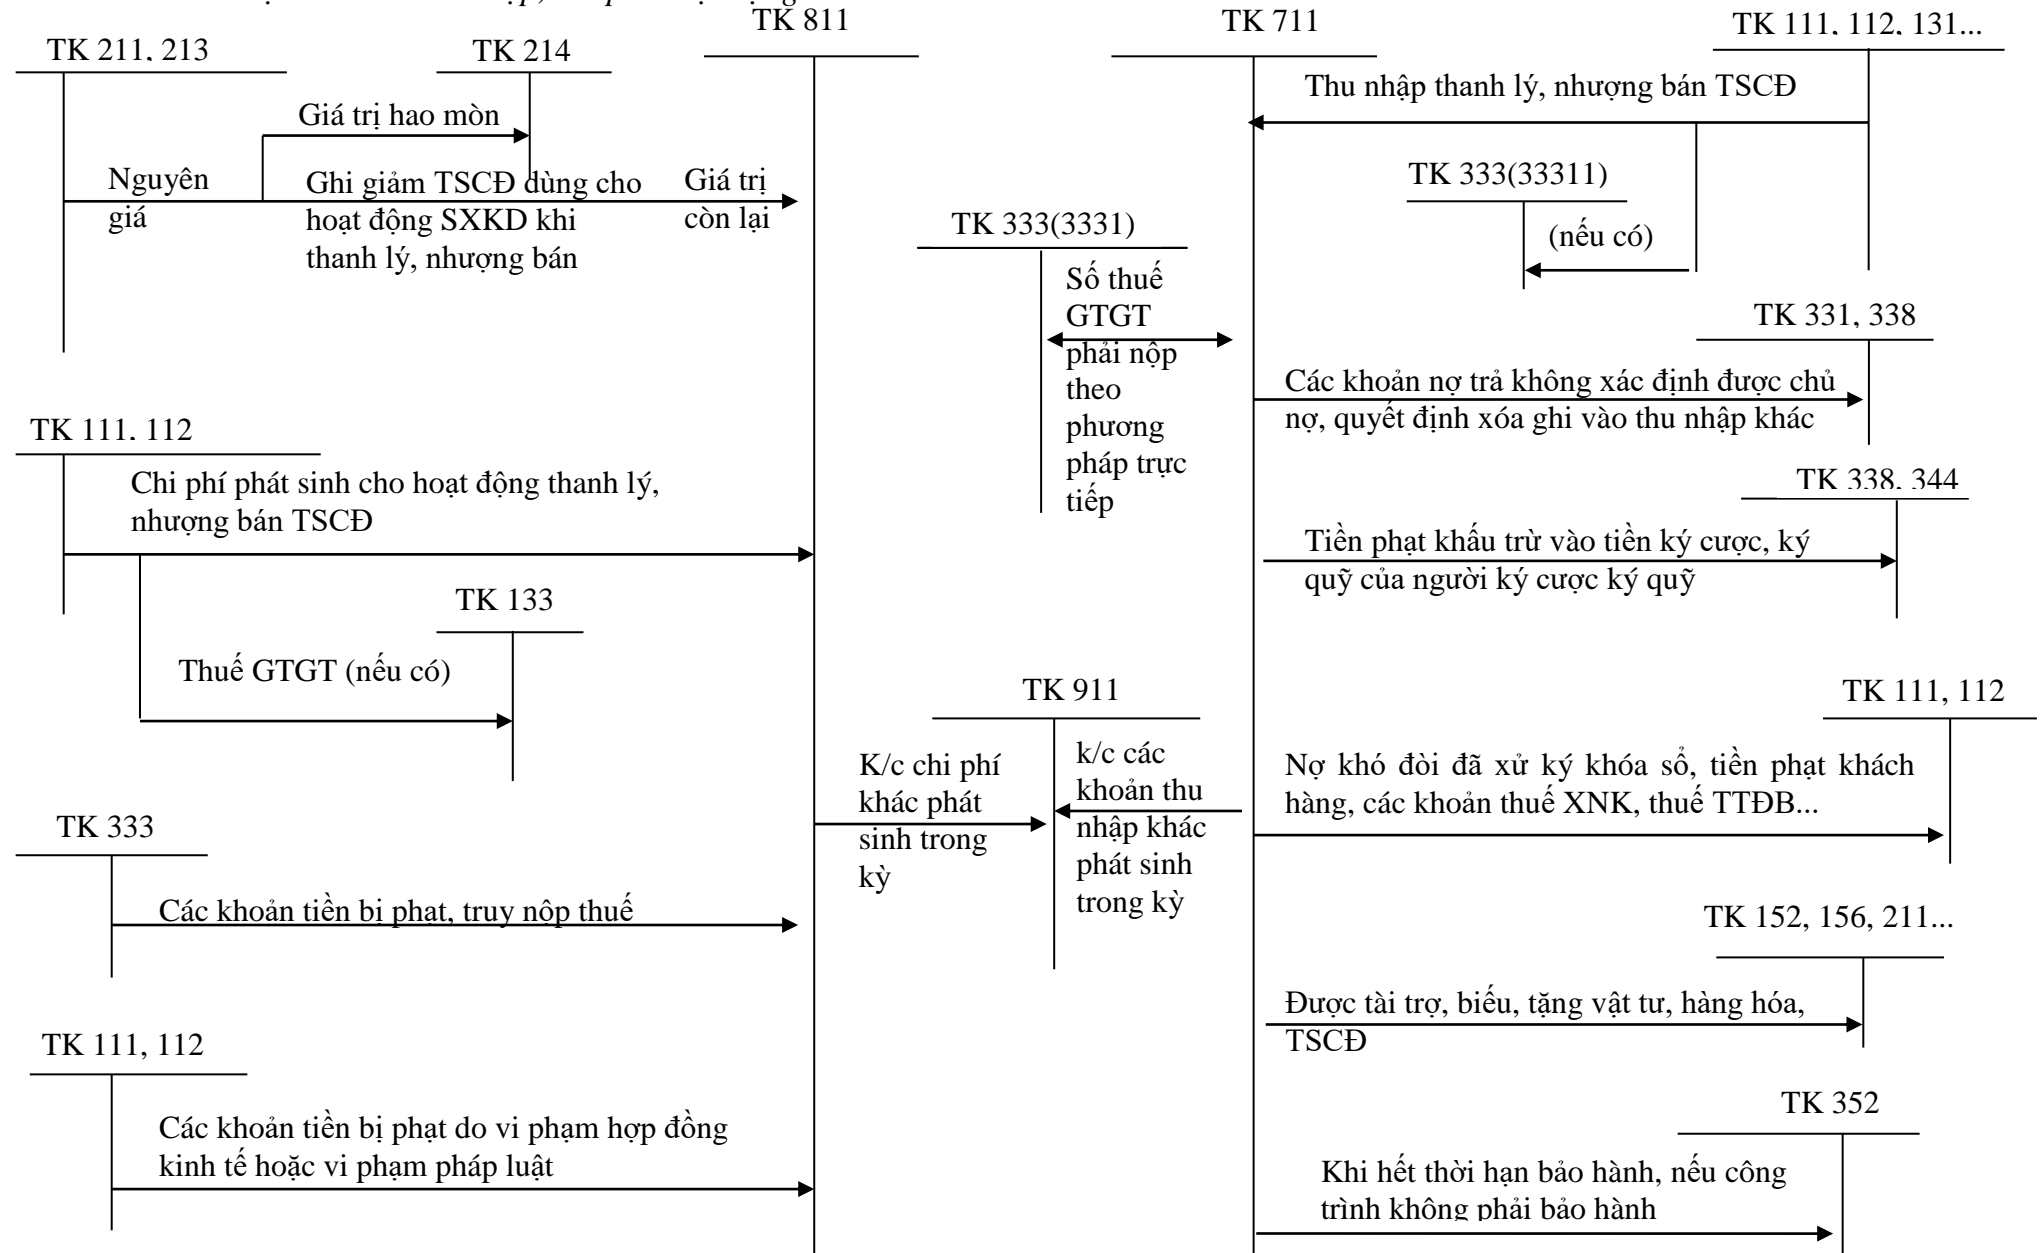 TK 811
TK 711
TK 111, 112, 131...
TK 211, 213
TK 214
Thu nhập thanh lý, nhượng bán TSCĐ
Giá trị hao mòn
Nguyên
giá
Ghi giảm TSCĐ dùng cho
hoạt động SXKD khi
thanh lý, nhượng bán
Giá trị
còn lại
TK 333(33311)
(nếu có)
TK 333(3331)
Số thuế
GTGT
phải nộp
theo
phương
pháp trực
tiếp
TK 331, 338
Các khoản nợ trả không xác định được chủ
nợ, quyết định xóa ghi vào thu nhập khác
TK 111, 112
Chi phí phát sinh cho hoạt động thanh lý,
nhượng bán TSCĐ
TK 338, 344
Tiền phạt khấu trừ vào tiền ký cược, ký
quỹ của người ký cược ký quỹ
TK 133
Thuế GTGT (nếu có)
TK 911
TK 111, 112
K/c chi phí
khác phát
sinh trong
kỳ
k/c các
khoản thu
nhập khác
phát sinh
trong kỳ
Nợ khó đòi đã xử ký khóa sổ, tiền phạt khách
hàng, các khoản thuế XNK, thuế TTĐB...
TK 333
Các khoản tiền bị phạt, truy nộp thuế
TK 152, 156, 211...
Được tài trợ, biếu, tặng vật tư, hàng hóa,
TSCĐ
TK 111, 112
Các khoản tiền bị phạt do vi phạm hợp đồng
kinh tế hoặc vi phạm pháp luật
TK 352
Khi hết thời hạn bảo hành, nếu công
trình không phải bảo hành